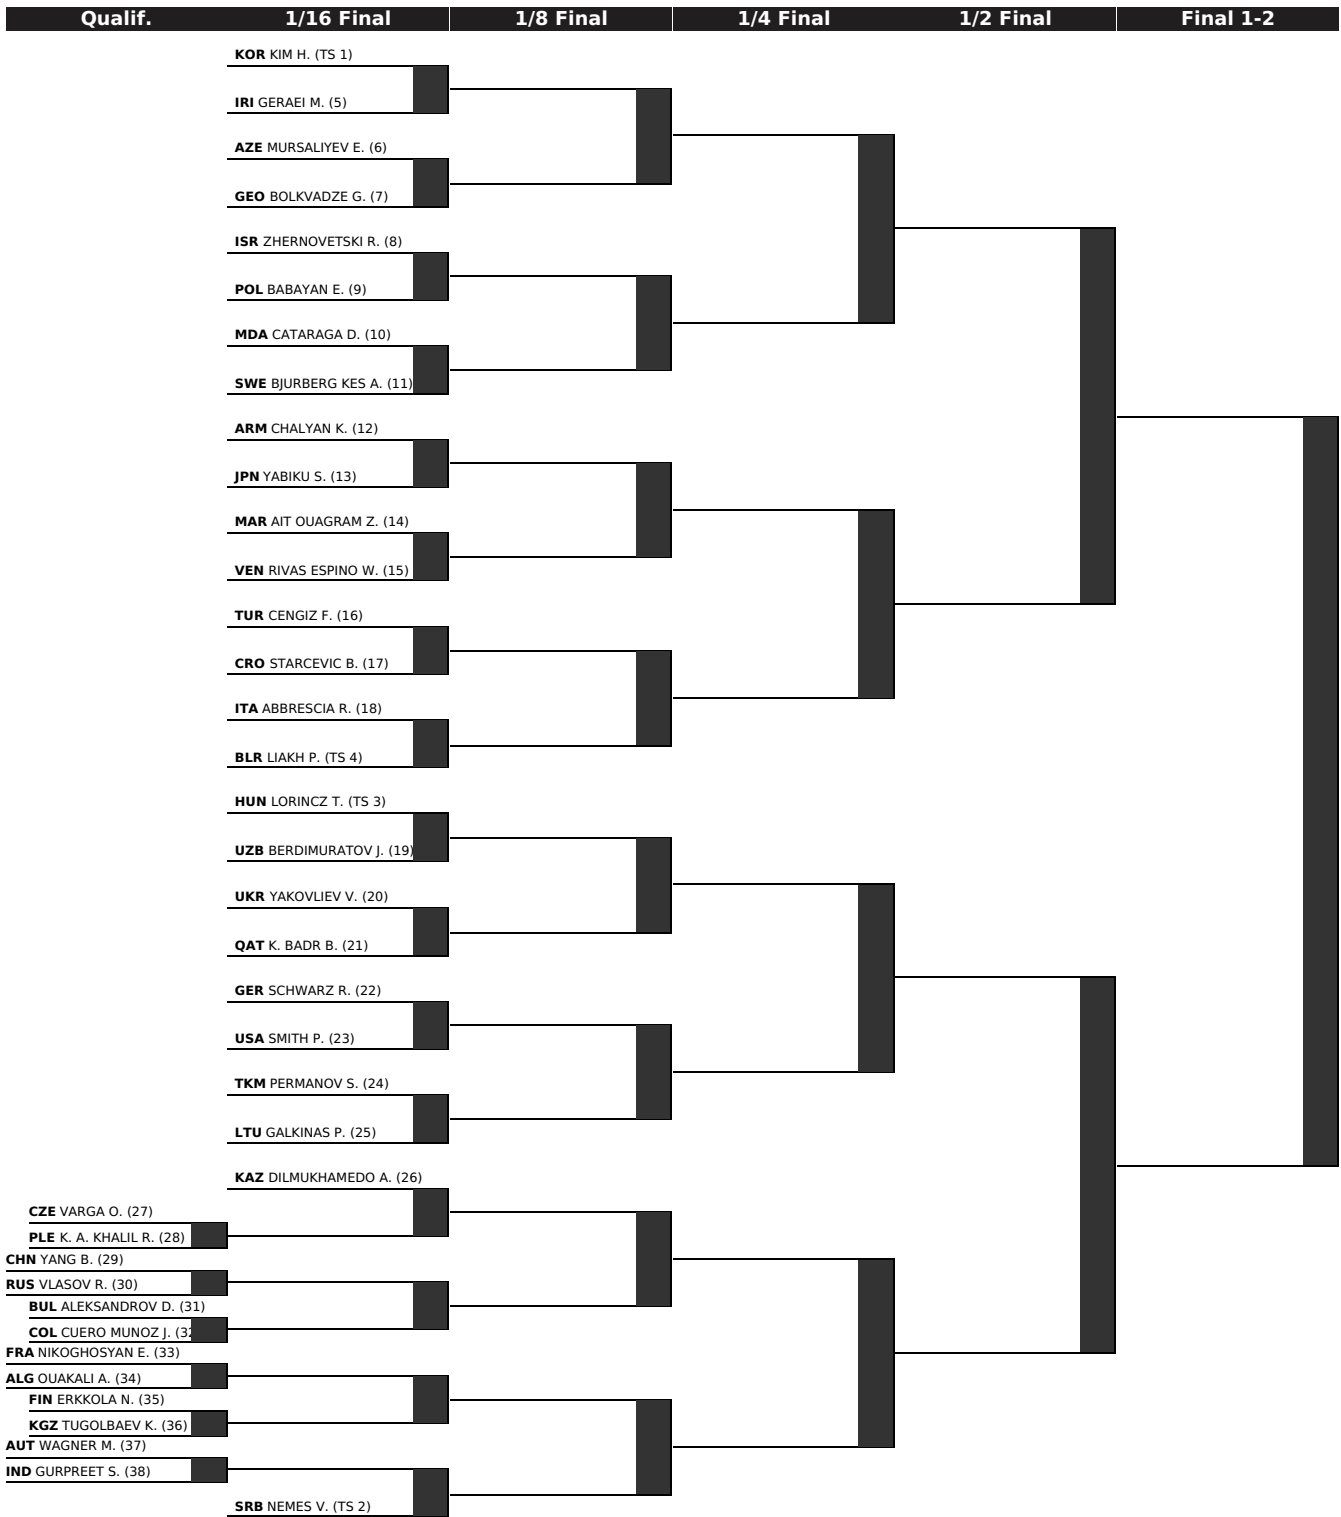 Qualif. 1/16 Final 1/8 Final 1/4 Final 1/2 Final Final 1-2
KOR KIM H. (TS 1)
IRI GERAEI M. (5)
AZE MURSALIYEV E. (6)
GEO BOLKVADZE G. (7)
ISR ZHERNOVETSKI R. (8)
POL BABAYAN E. (9)
MDA CATARAGA D. (10)
SWE BJURBERG KES A. (11)
ARM CHALYAN K. (12)
JPN YABIKU S. (13)
MAR AIT OUAGRAM Z. (14)
VEN RIVAS ESPINO W. (15)
TUR CENGIZ F. (16)
CRO STARCEVIC B. (17)
ITA ABBRESCIA R. (18)
BLR LIAKH P. (TS 4)
HUN LORINCZ T. (TS 3)
UZB BERDIMURATOV J. (19)
UKR YAKOVLIEV V. (20)
QAT K. BADR B. (21)
GER SCHWARZ R. (22)
USA SMITH P. (23)
TKM PERMANOV S. (24)
LTU GALKINAS P. (25)
KAZ DILMUKHAMEDO A. (26)
CZE VARGA O. (27)
PLE K. A. KHALIL R. (28)
CHN YANG B. (29)
RUS VLASOV R. (30)
BUL ALEKSANDROV D. (31)
COL CUERO MUNOZ J. (32
FRA NIKOGHOSYAN E. (33)
ALG OUAKALI A. (34)
FIN ERKKOLA N. (35)
KGZ TUGOLBAEV K. (36)
AUT WAGNER M. (37)
IND GURPREET S. (38)
SRB NEMES V. (TS 2)